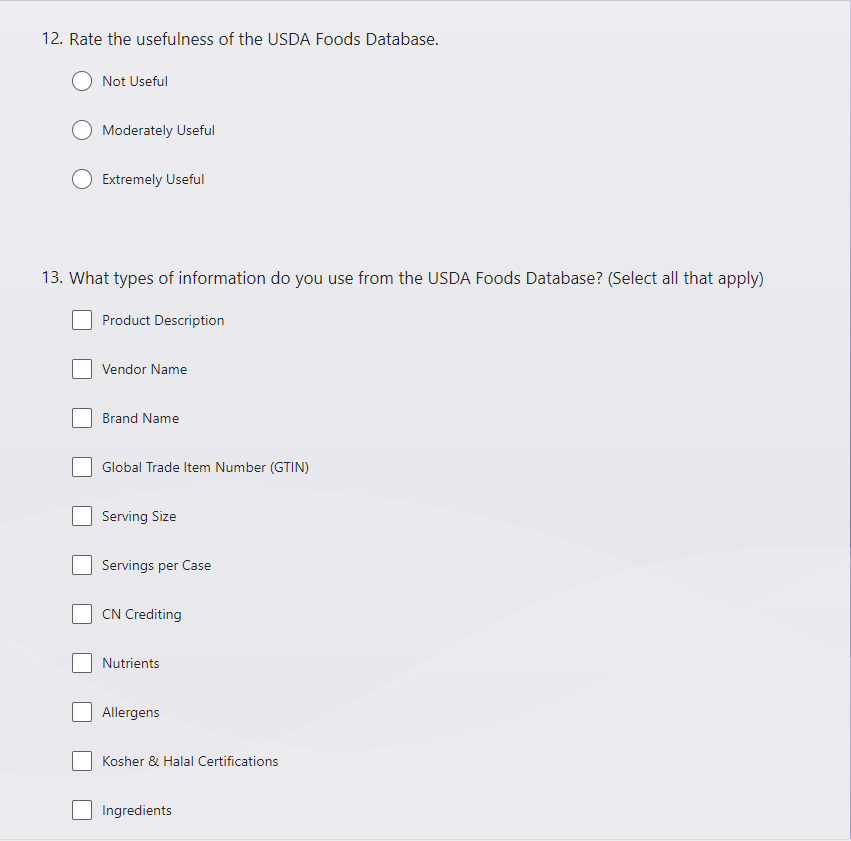 12. Rate the usefulness of the USDA Foods Database.
Not Useful
Moderately Useful
Extremely Useful
13. What types of information do you use from the USDA Foods Database? (Select all that apply)
Product Description
Vendor Name
Brand Name
Global Trade Item Number (GTIN)
Serving Size
Servings per Case
CN Crediting
Nutrients
Allergens
Kosher & Halal Certifications
Ingredients